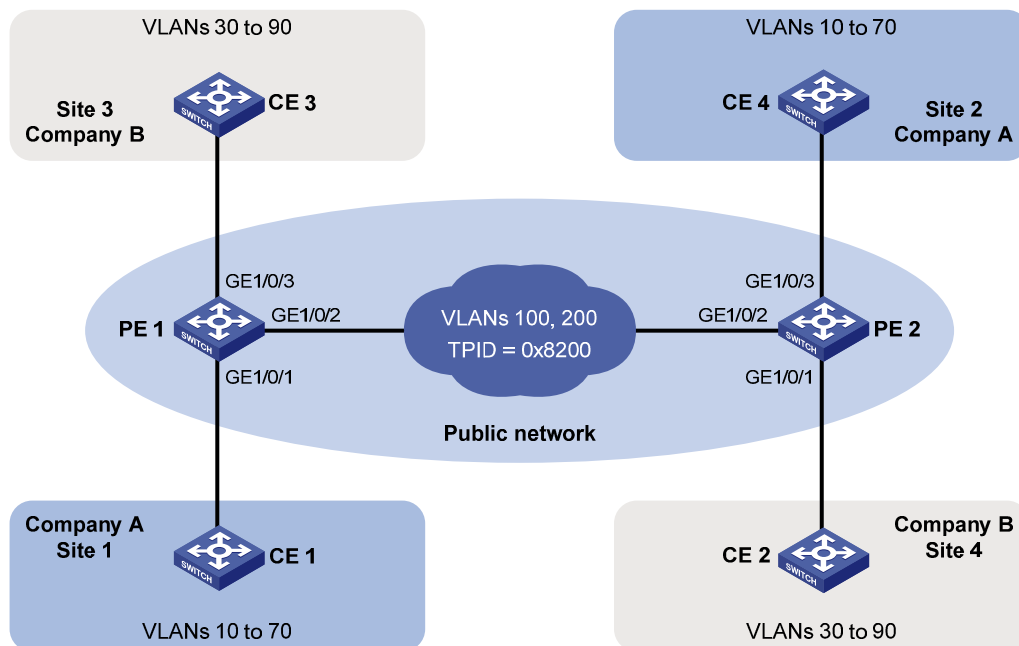 VLANs 30 to 90
CE 3
SWITCH
Site 3
Company B
VLANs 10 to 70
CE 4
SWITCH
Site 2
Company A
GE1/0/3
PE 1
SWITCH
GE1/0/2
GE1/0/1
VLANs 100, 200
TPID = 0x8200
GE1/0/3
GE1/0/2
SWITCH
PE 2
GE1/0/1
Public network
Company A
Site 1
SWITCH
CE 1
VLANs 10 to 70
Company B
Site 4
CE 2
SWITCH
VLANs 30 to 90